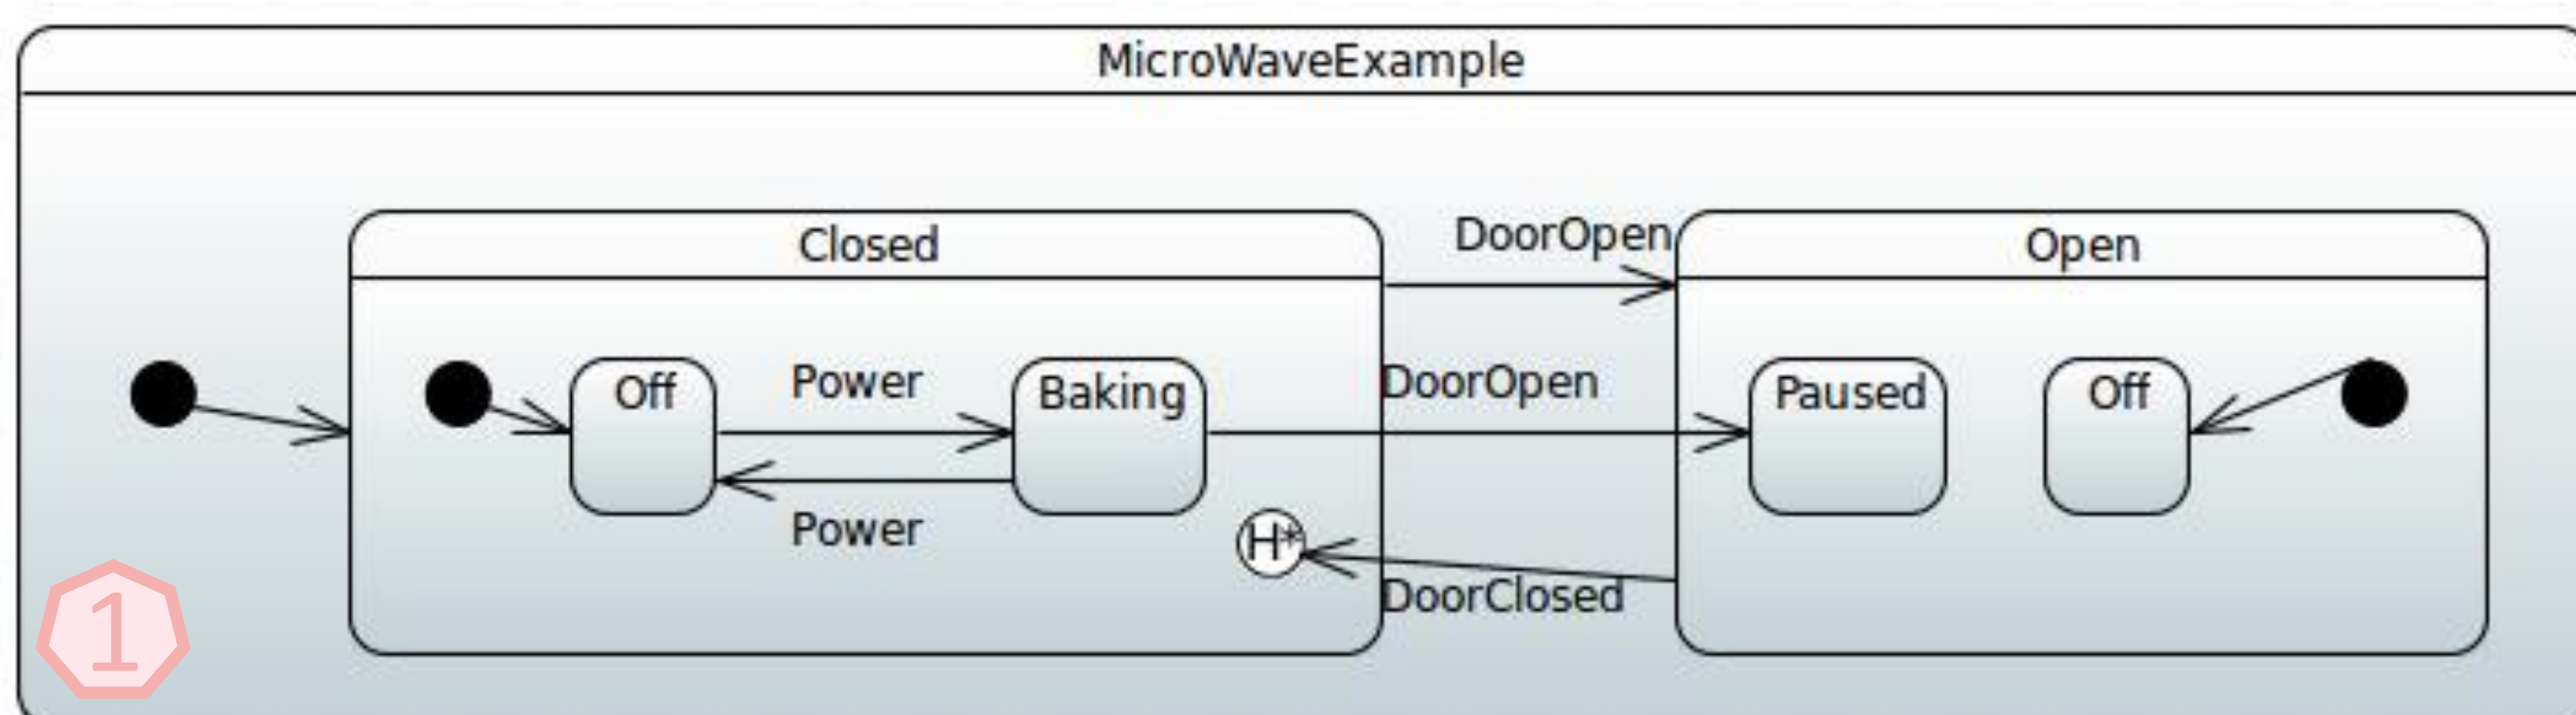 MicroWaveExample
Closed
DoorOpen
Open
Off
Power
Baking
DoorOpen
Paused
Off
Power
H*
DoorClosed
1